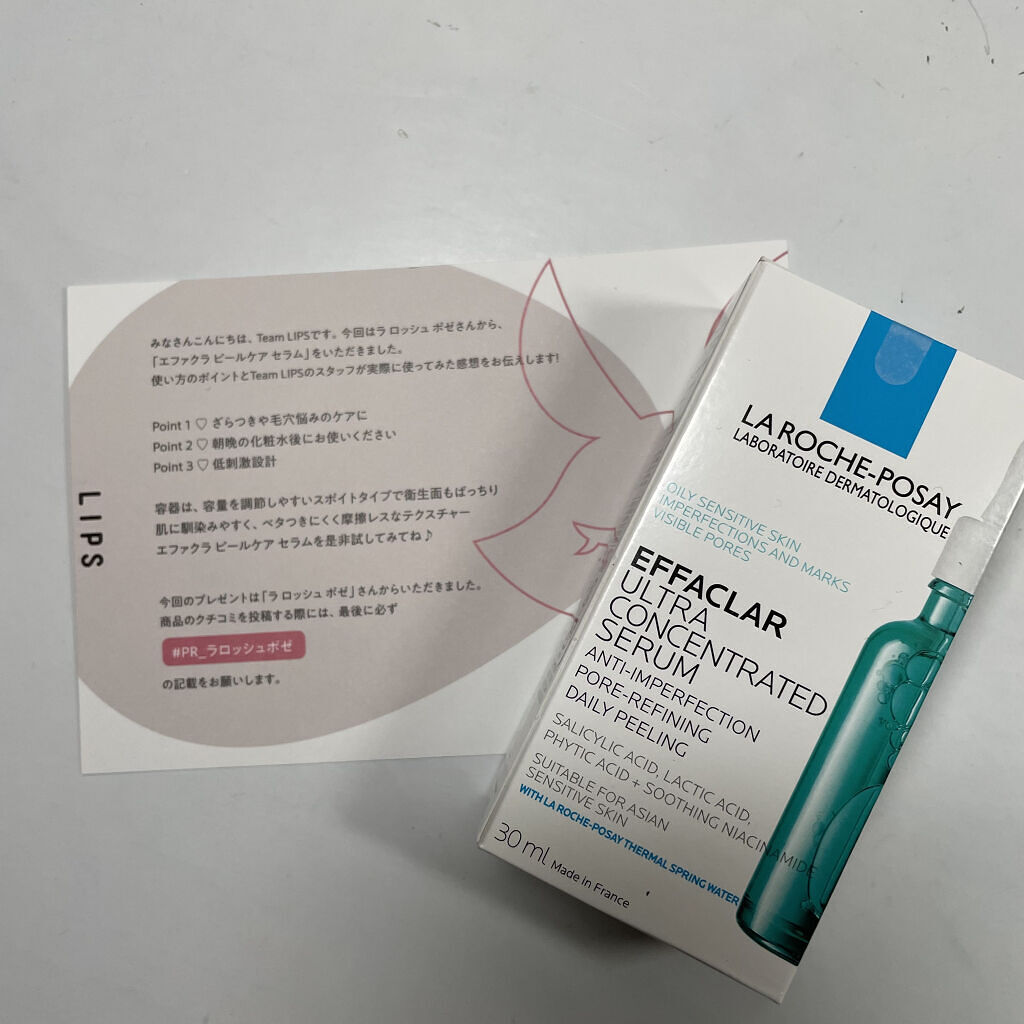 みなさんこんにちは、Team LIPSです。今回はラ ロッシュ ポゼさんから、
「エファクラ ピールケア セラム」をいただきました。
使い方のポイントとTeam LIPSのスタッフが実際に使ってみた感想をお伝えします!
Point 1 ♡ ざらつきや毛穴悩みのケアに
Point 2 ♡ 朝晩の化粧水後にお使いください
Point 3 ♡ 低刺激設計
容器は、容量を調節しやすいスポイトタイプで衛生面もばっちり
肌に馴染みやすく、ベタつきにくく摩擦レスなテクスチャー
エファクラ ピールケア セラムを是非試してみてね♪
今回のプレゼントは「ラ ロッシュ ポゼ」さんからいただきました。
商品のクチコミを投稿する際には、最後に必ず
#PR_ラロッシュポゼ
の記載をお願いします。
LIPS
LA ROCHE-POSAY
LABORATOIRE DERMATOLOGIQUE
OILY SENSITIVE SKIN
IMPERFECTIONS AND MARKS
VISIBLE PORES
EFFACLAR
ULTRA
CONCENTRATED
SERUM
ANTI-IMPERFECTION
PORE-REFINING
DAILY PEELING
SALICYLIC ACID, LACTIC ACID,
PHYTIC ACID + SOOTHING NIACINAMIDE
SUITABLE FOR ASIAN
SENSITIVE SKIN
WITH LA ROCHE-POSAY THERMAL SPRING WATER
30 ml Made in France